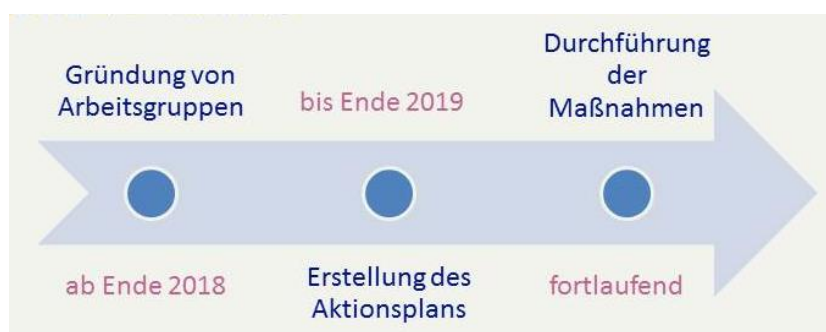 Gründung von
Arbeitsgruppen
ab Ende 2018
bis Ende 2019
Erstellung des
Aktionsplans
Durchführung
der
Maßnahmen
fortlaufend